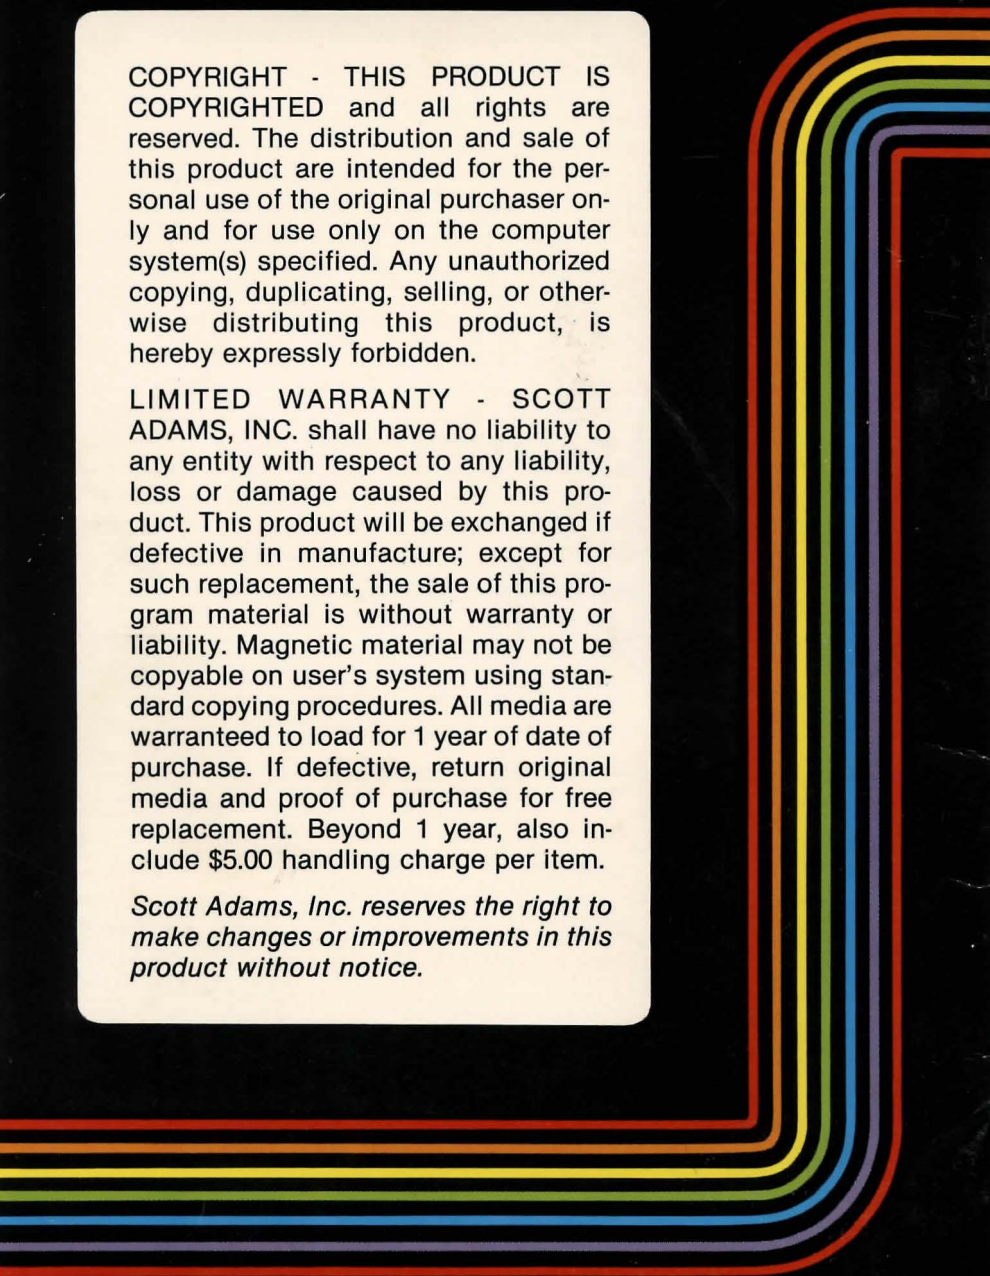 COPYRIGHT - THIS PRODUCT IS
COPYRIGHTED and all rights are
reserved. The distribution and sale of
this product are intended for the per-
sonal use of the original purchaser on-
ly and for use only on the computer
system(s) specified. Any unauthorized
copying, duplicating, selling, or other-
wise distributing this product, is
hereby expressly forbidden.
LIMITED WARRANTY - SCOTT
ADAMS, INC. shall have no liability to
any entity with respect to any liability,
loss or damage caused by this pro-
duct. This product will be exchanged if
defective in manufacture; except for
such replacement, the sale of this pro-
gram material is without warranty or
liability. Magnetic material may not be
copyable on user's system using stan-
dard copying procedures. All media are
warranteed to load for 1 year of date of
purchase. If defective, return original
media and proof of purchase for free
replacement. Beyond 1 year, also in-
clude $5.00 handling charge per item.
Scott Adams, Inc. reserves the right to
make changes or improvements in this
product without notice.